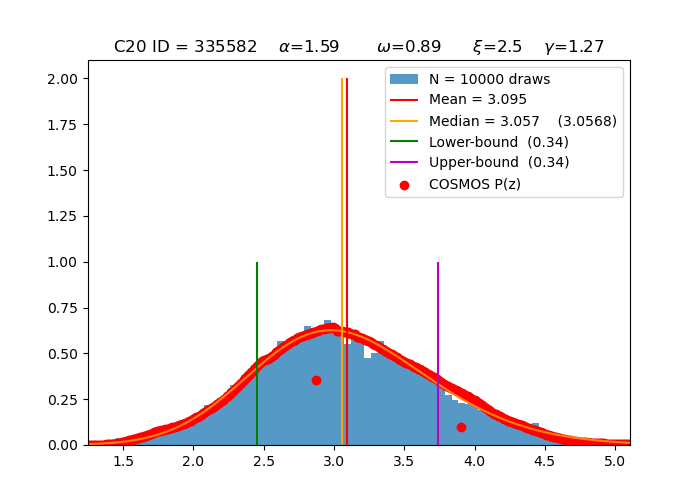 C20 ID = 335582 α=1.59 ω=0.89 ξ=2.5 γ=1.27
N = 10000 draws
Mean = 3.095
Median = 3.057 (3.0568)
Lower-bound (0.34)
Upper-bound (0.34)
COSMOS P(z)
2.00
1.75
1.50
1.25
1.00
0.75
0.50
0.25
0.00
1.5 2.0 2.5 3.0 3.5 4.0 4.5 5.0